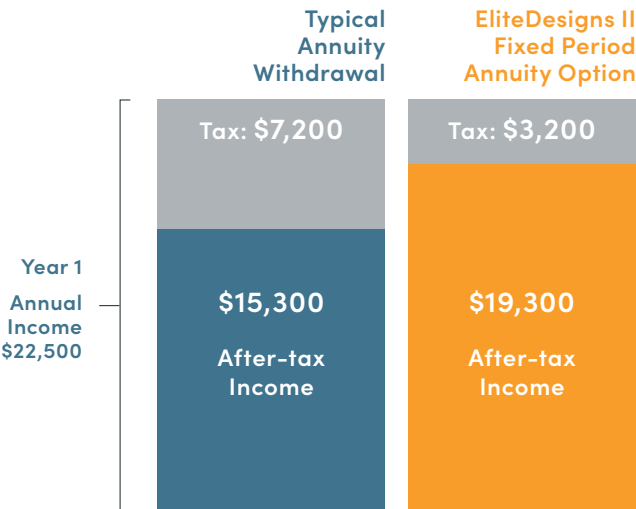 Typical
Annuity
Withdrawal
EliteDesigns II
Fixed Period
Annuity Option
Tax: $7,200
Tax: $3,200
Year 1
Annual
Income
$22,500
$15,300
After-tax
Income
$19,300
After-tax
Income